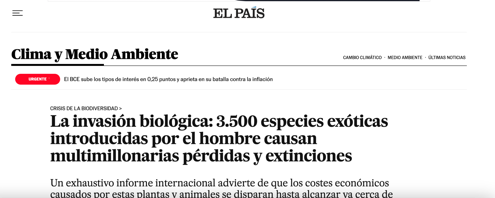 EL PAÍS
Clima y Medio Ambiente
CAMBIO CLIMÁTICO · MEDIO AMBIENTE · ÚLTIMAS NOTICIAS
URGENTE El BCE sube los tipos de interés en 0,25 puntos y aprieta en su batalla contra la inflación
CRISIS DE LA BIODIVERSIDAD >
La invasión biológica: 3.500 especies exóticas
introducidas por el hombre causan
multimillonarias pérdidas y extinciones
Un exhaustivo informe internacional advierte de que los costes económicos
causados por estas plantas y animales se disparan hasta alcanzar ya cerca de